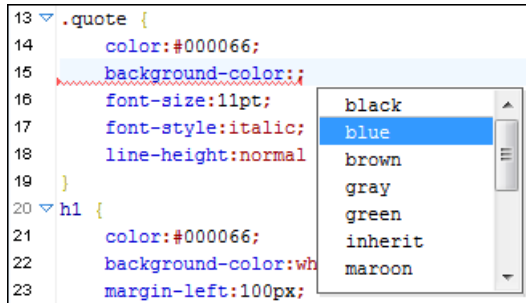 13 .quote {
14 color:#000066;
15 background-color:;
16 font-size:11pt;
17 font-style:italic;
18 line-height:normal
19 }
20 h1 {
21 color:#000066;
22 background-color:wh
23 margin-left:100px;
black
blue
brown
gray
green
inherit
maroon